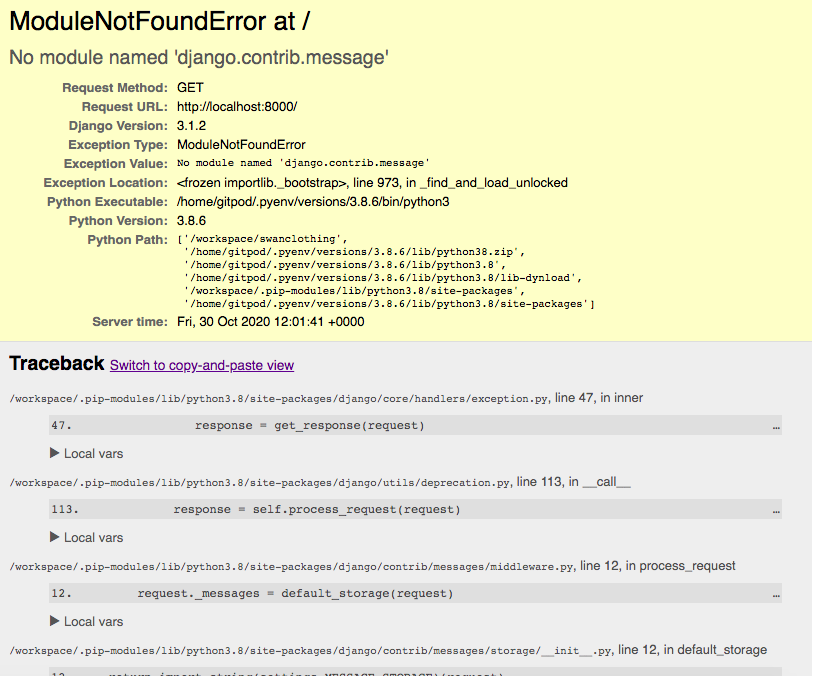 ModuleNotFoundError at /
No module named 'django.contrib.message'
Request Method: GET
Request URL: http://localhost:8000/
Django Version: 3.1.2
Exception Type: ModuleNotFoundError
Exception Value: No module named 'django.contrib.message'
Exception Location: <frozen importlib._bootstrap>, line 973, in _find_and_load_unlocked
Python Executable: /home/gitpod/.pyenv/versions/3.8.6/bin/python3
Python Version: 3.8.6
Python Path: ['/workspace/swanclothing',
'/home/gitpod/.pyenv/versions/3.8.6/lib/python38.zip',
'/home/gitpod/.pyenv/versions/3.8.6/lib/python3.8',
'/home/gitpod/.pyenv/versions/3.8.6/lib/python3.8/lib-dynload',
'/workspace/.pip-modules/lib/python3.8/site-packages',
'/home/gitpod/.pyenv/versions/3.8.6/lib/python3.8/site-packages']
Server time: Fri, 30 Oct 2020 12:01:41 +0000
Traceback Switch to copy-and-paste view
/workspace/.pip-modules/lib/python3.8/site-packages/django/core/handlers/exception.py, line 47, in inner
47. response = get_response(request) …
▶ Local vars
/workspace/.pip-modules/lib/python3.8/site-packages/django/utils/deprecation.py, line 113, in __call__
113. response = self.process_request(request) …
▶ Local vars
/workspace/.pip-modules/lib/python3.8/site-packages/django/contrib/messages/middleware.py, line 12, in process_request
12. request._messages = default_storage(request) …
▶ Local vars
/workspace/.pip-modules/lib/python3.8/site-packages/django/contrib/messages/storage/__init__.py, line 12, in default_storage
12. return import_string(settings.MESSAGE_STORAGE)(request)